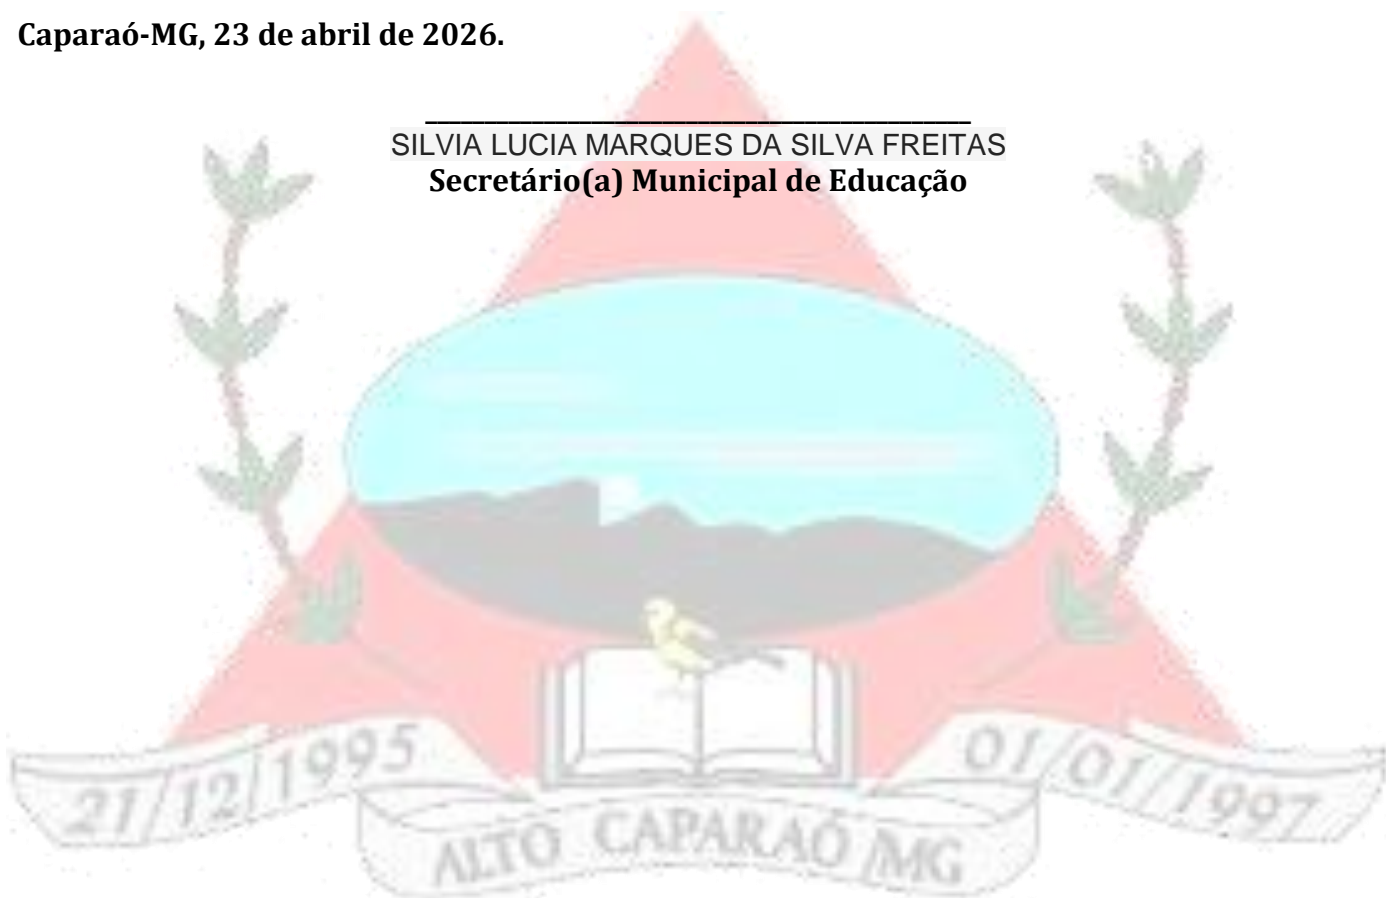 Caparaó-MG, 23 de abril de 2026.
SILVIA LUCIA MARQUES DA SILVA FREITAS
Secretário(a) Municipal de Educação
21/12/1995
01/01/1997
ALTO CAPARAÓ MG